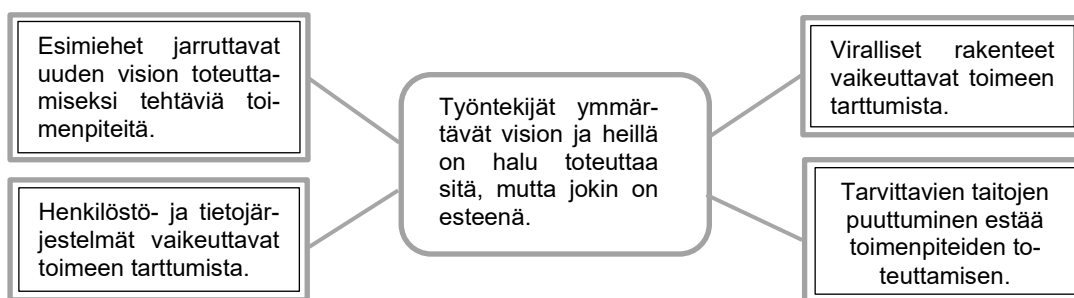 Esimiehet jarruttavat
uuden vision toteutta-
miseksi tehtäviä toi-
menpiteitä.
Henkilöstö- ja tietojär-
jestelmät vaikeuttavat
toimeen tarttumista.
Työntekijät ymmär-
tävät vision ja heillä
on halu toteuttaa
sitä, mutta jokin on
esteenä.
Viralliset rakenteet
vaikeuttavat toimeen
tarttumista.
Tarvittavien taitojen
puuttuminen estää
toimenpiteiden to-
teuttamisen.